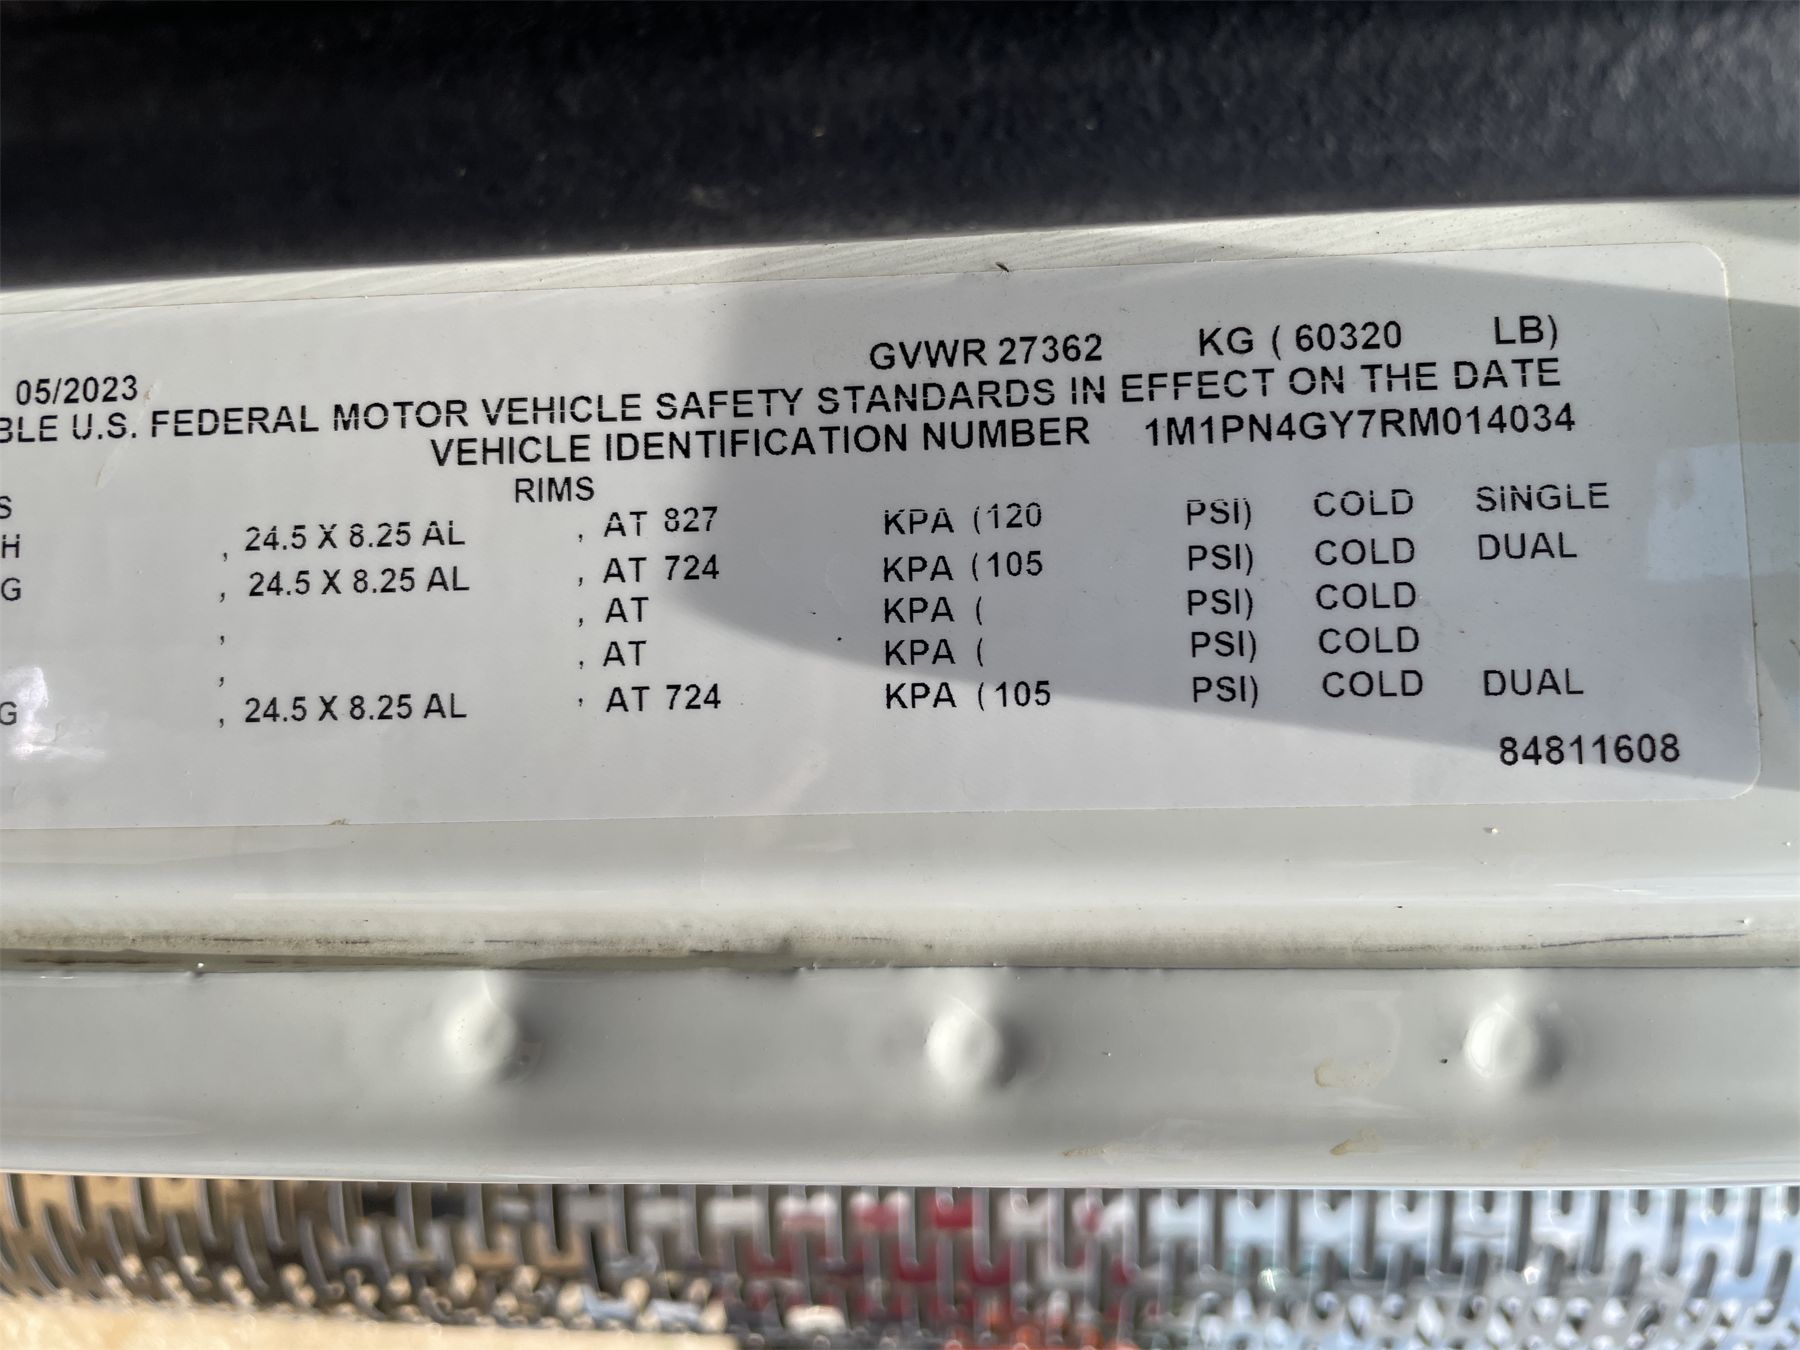 05/2023 GVWR 27362 KG ( 60320 LB)
BLE U.S. FEDERAL MOTOR VEHICLE SAFETY STANDARDS IN EFFECT ON THE DATE
VEHICLE IDENTIFICATION NUMBER 1M1PN4GY7RM014034
S RIMS
H , 24.5 X 8.25 AL , AT 827 KPA (120 PSI) COLD SINGLE
G , 24.5 X 8.25 AL , AT 724 KPA (105 PSI) COLD DUAL
, , AT KPA ( PSI) COLD
, , AT KPA ( PSI) COLD
G , 24.5 X 8.25 AL , AT 724 KPA (105 PSI) COLD DUAL
84811608